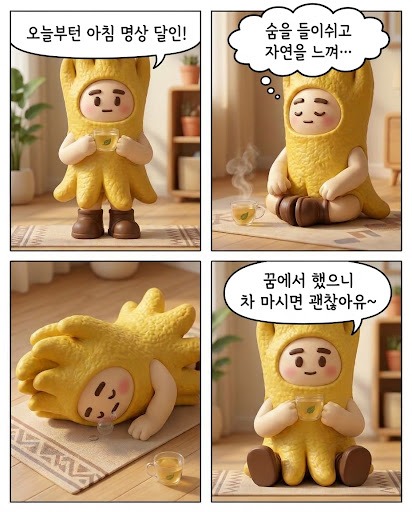 오늘부턴 아침 명상 달인!
숨을 들이쉬고
자연을 느껴…
꿈에서 했으니
차 마시면 괜찮아유~